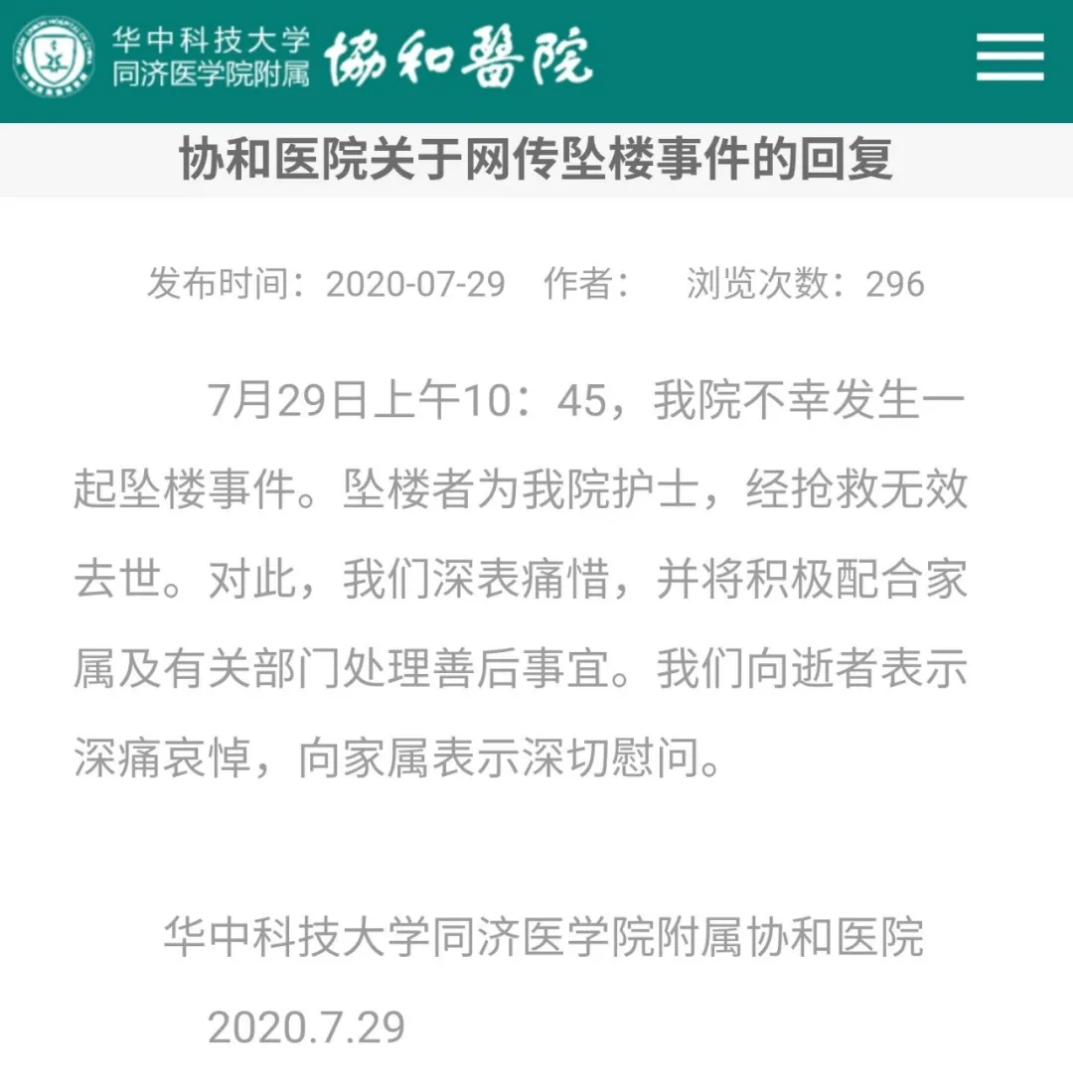 华中科技大学
同济医学院附属
協和醫院
协和医院关于网传坠楼事件的回复
发布时间：2020-07-29 作者： 浏览次数：296
7月29日上午10：45，我院不幸发生一
起坠楼事件。坠楼者为我院护士，经抢救无效
去世。对此，我们深表痛惜，并将积极配合家
属及有关部门处理善后事宜。我们向逝者表示
深痛哀悼，向家属表示深切慰问。
华中科技大学同济医学院附属协和医院
2020.7.29